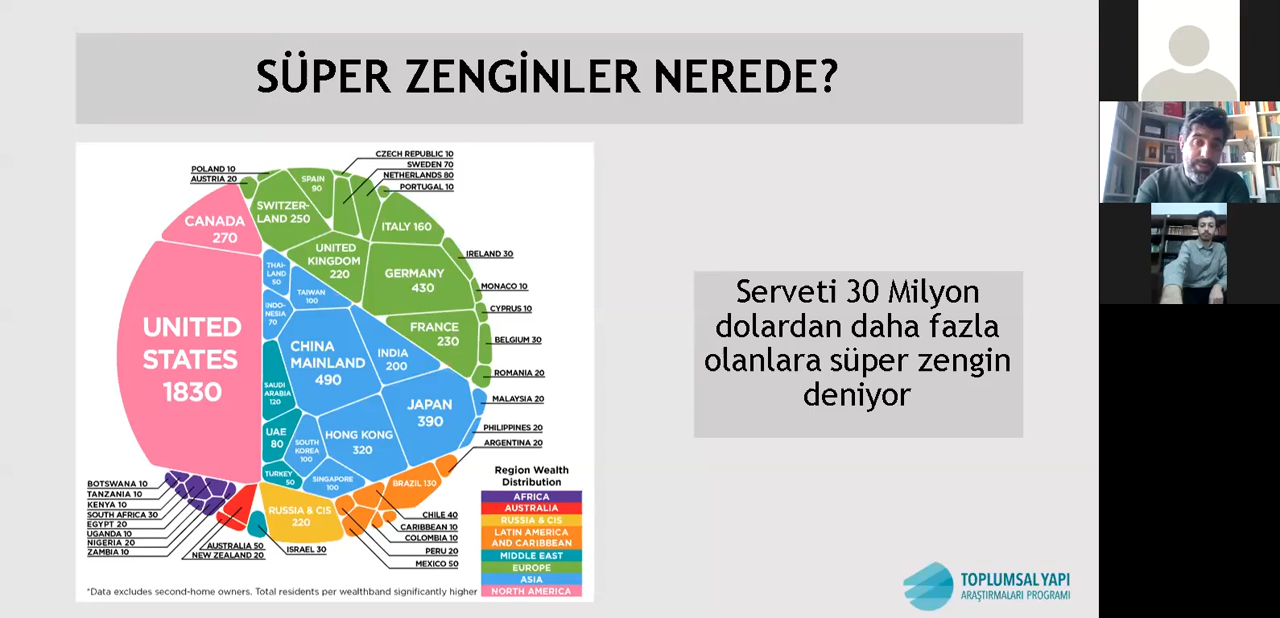 SÜPER ZENGİNLER NEREDE?
CZECH REPUBLIC 10
SWEDEN 70
NETHERLANDS 80
PORTUGAL 10
POLAND 10
AUSTRIA 20
SPAIN
90
SWITZER-
LAND 250
CANADA
270
ITALY 160
UNITED
KINGDOM
220
IRELAND 30
THAI-
LAND
50
TAIWAN
100
GERMANY
430
MONACO 10
INDO-
NESIA
70
CYPRUS 10
UNITED
STATES
1830
FRANCE
230
BELGIUM 30
CHINA
MAINLAND
490
INDIA
200
ROMANIA 20
SAUDI
ARABIA
120
JAPAN
390
MALAYSIA 20
UAE
80
SOUTH
KOREA
100
HONG KONG
320
PHILIPPINES 20
ARGENTINA 20
TURKEY
50
SINGAPORE
100
BRAZIL 130
BOTSWANA 10
TANZANIA 10
KENYA 10
SOUTH AFRICA 30
EGYPT 20
UGANDA 10
NIGERIA 20
ZAMBIA 10
RUSSIA & CIS
220
CHILE 40
CARIBBEAN 10
COLOMBIA 10
PERU 20
MEXICO 50
AUSTRALIA 50
NEW ZEALAND 20
ISRAEL 30
Region Wealth
Distribution
AFRICA
AUSTRALIA
RUSSIA & CIS
LATIN AMERICA
AND CARIBBEAN
MIDDLE EAST
EUROPE
ASIA
NORTH AMERICA
*Data excludes second-home owners. Total residents per wealthband significantly higher
Serveti 30 Milyon
dolardan daha fazla
olanlara süper zengin
deniyor
TOPLUMSAL YAPI
ARAŞTIRMALARI PROGRAMI